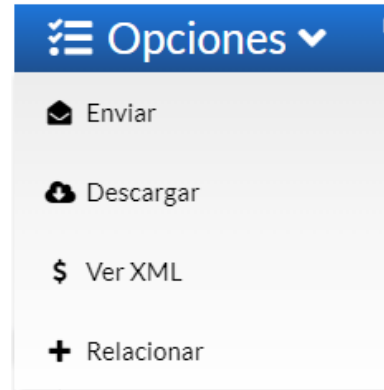 Opciones
Enviar
Descargar
$ Ver XML
Relacionar